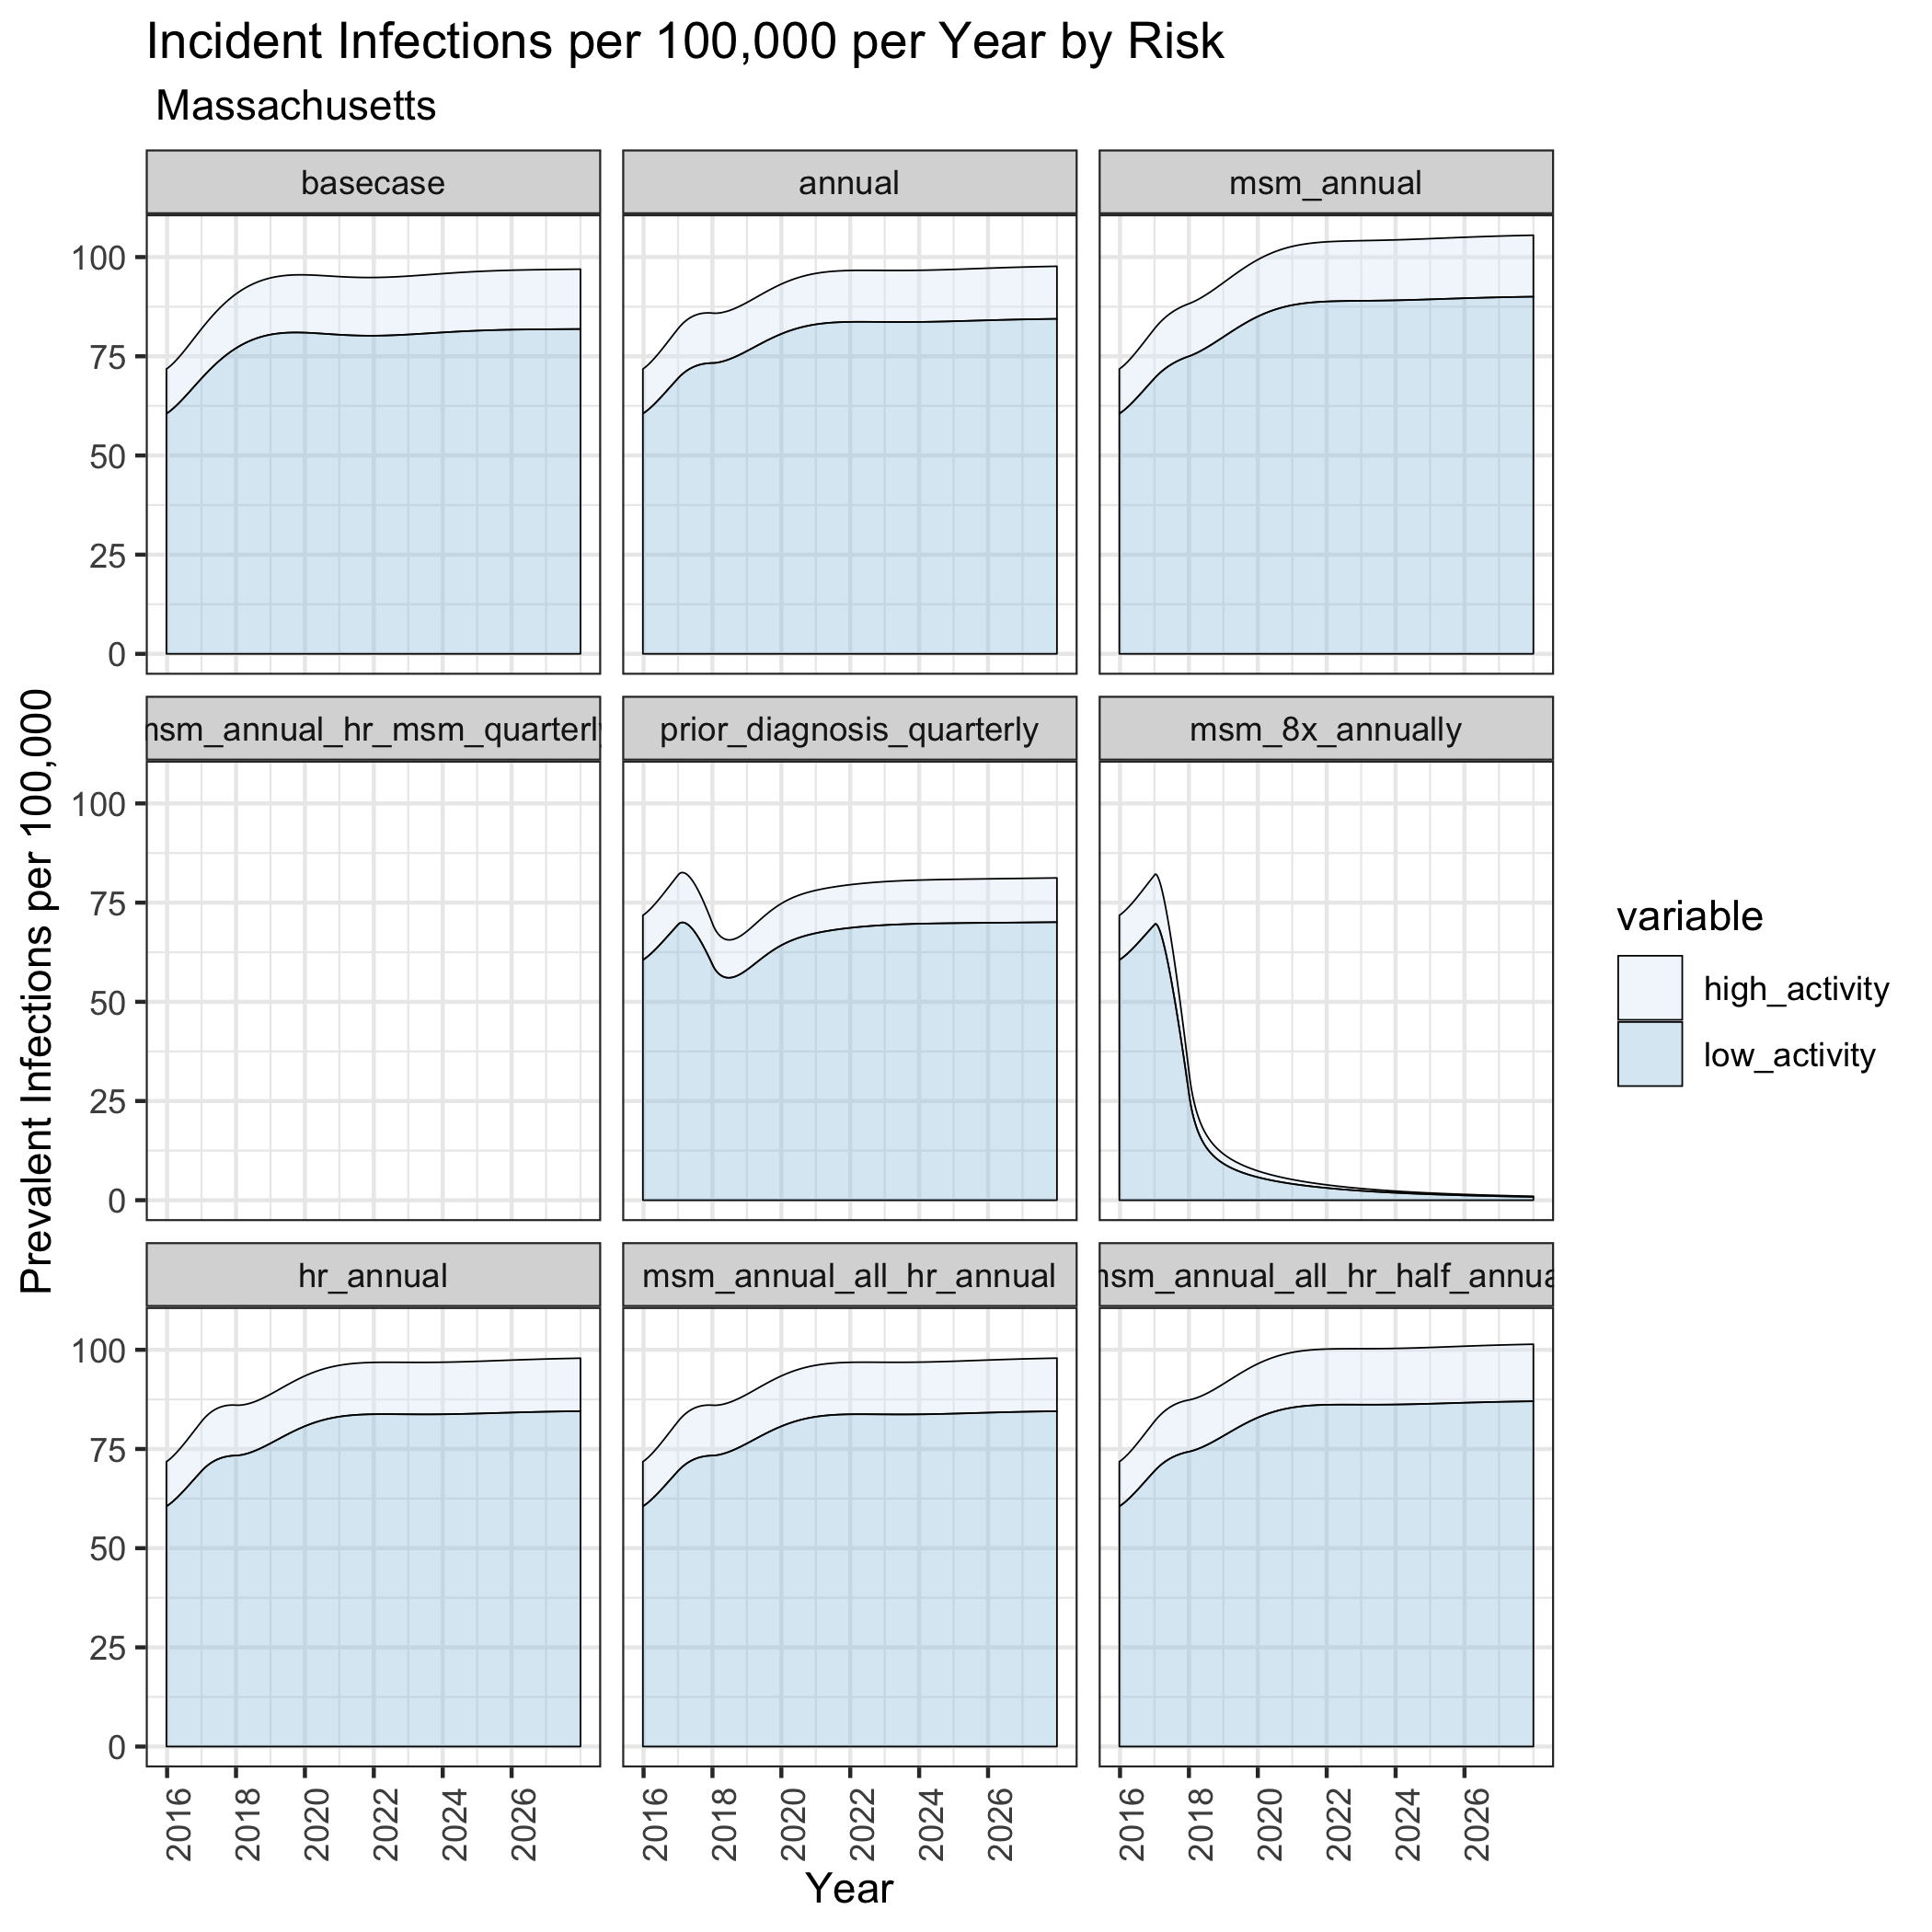 Incident Infections per 100,000 per Year by Risk
Massachusetts
basecase annual msm_annual
100
75
50
25
0
msm_annual_hr_msm_quarterly prior_diagnosis_quarterly msm_8x_annually
100
75
50
25
0
hr_annual msm_annual_all_hr_annual msm_annual_all_hr_half_annua
100
75
50
25
0
2016 2018 2020 2022 2024 2026 2016 2018 2020 2022 2024 2026 2016 2018 2020 2022 2024 2026
Year
Prevalent Infections per 100,000
variable
high_activity
low_activity